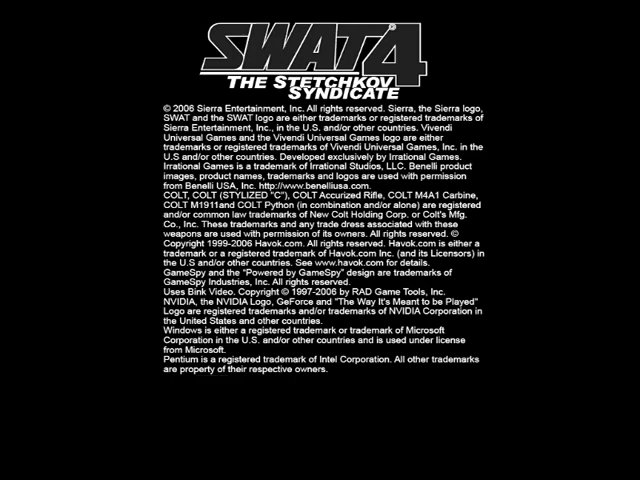 SWAT 4
THE STETCHKOV
SYNDICATE
© 2006 Sierra Entertainment, Inc. All rights reserved. Sierra, the Sierra logo,
SWAT and the SWAT logo are either trademarks or registered trademarks of
Sierra Entertainment, Inc., in the U.S. and/or other countries. Vivendi
Universal Games and the Vivendi Universal Games logo are either
trademarks or registered trademarks of Vivendi Universal Games, Inc. in the
U.S and/or other countries. Developed exclusively by Irrational Games.
Irrational Games is a trademark of Irrational Studios, LLC. Benelli product
images, product names, trademarks and logos are used with permission
from Benelli USA, Inc. http://www.benelliusa.com.
COLT, COLT (STYLIZED "C"), COLT Accurized Rifle, COLT M4A1 Carbine,
COLT M1911and COLT Python (in combination and/or alone) are registered
and/or common law trademarks of New Colt Holding Corp. or Colt's Mfg.
Co., Inc. These trademarks and any trade dress associated with these
weapons are used with permission of its owners. All rights reserved. ©
Copyright 1999-2006 Havok.com. All rights reserved. Havok.com is either a
trademark or a registered trademark of Havok.com Inc. (and its Licensors) in
the U.S and/or other countries. See www.havok.com for details.
GameSpy and the "Powered by GameSpy" design are trademarks of
GameSpy Industries, Inc. All rights reserved.
Uses Bink Video. Copyright © 1997-2006 by RAD Game Tools, Inc.
NVIDIA, the NVIDIA Logo, GeForce and "The Way It's Meant to be Played"
Logo are registered trademarks and/or trademarks of NVIDIA Corporation in
the United States and other countries.
Windows is either a registered trademark or trademark of Microsoft
Corporation in the U.S. and/or other countries and is used under license
from Microsoft.
Pentium is a registered trademark of Intel Corporation. All other trademarks
are property of their respective owners.